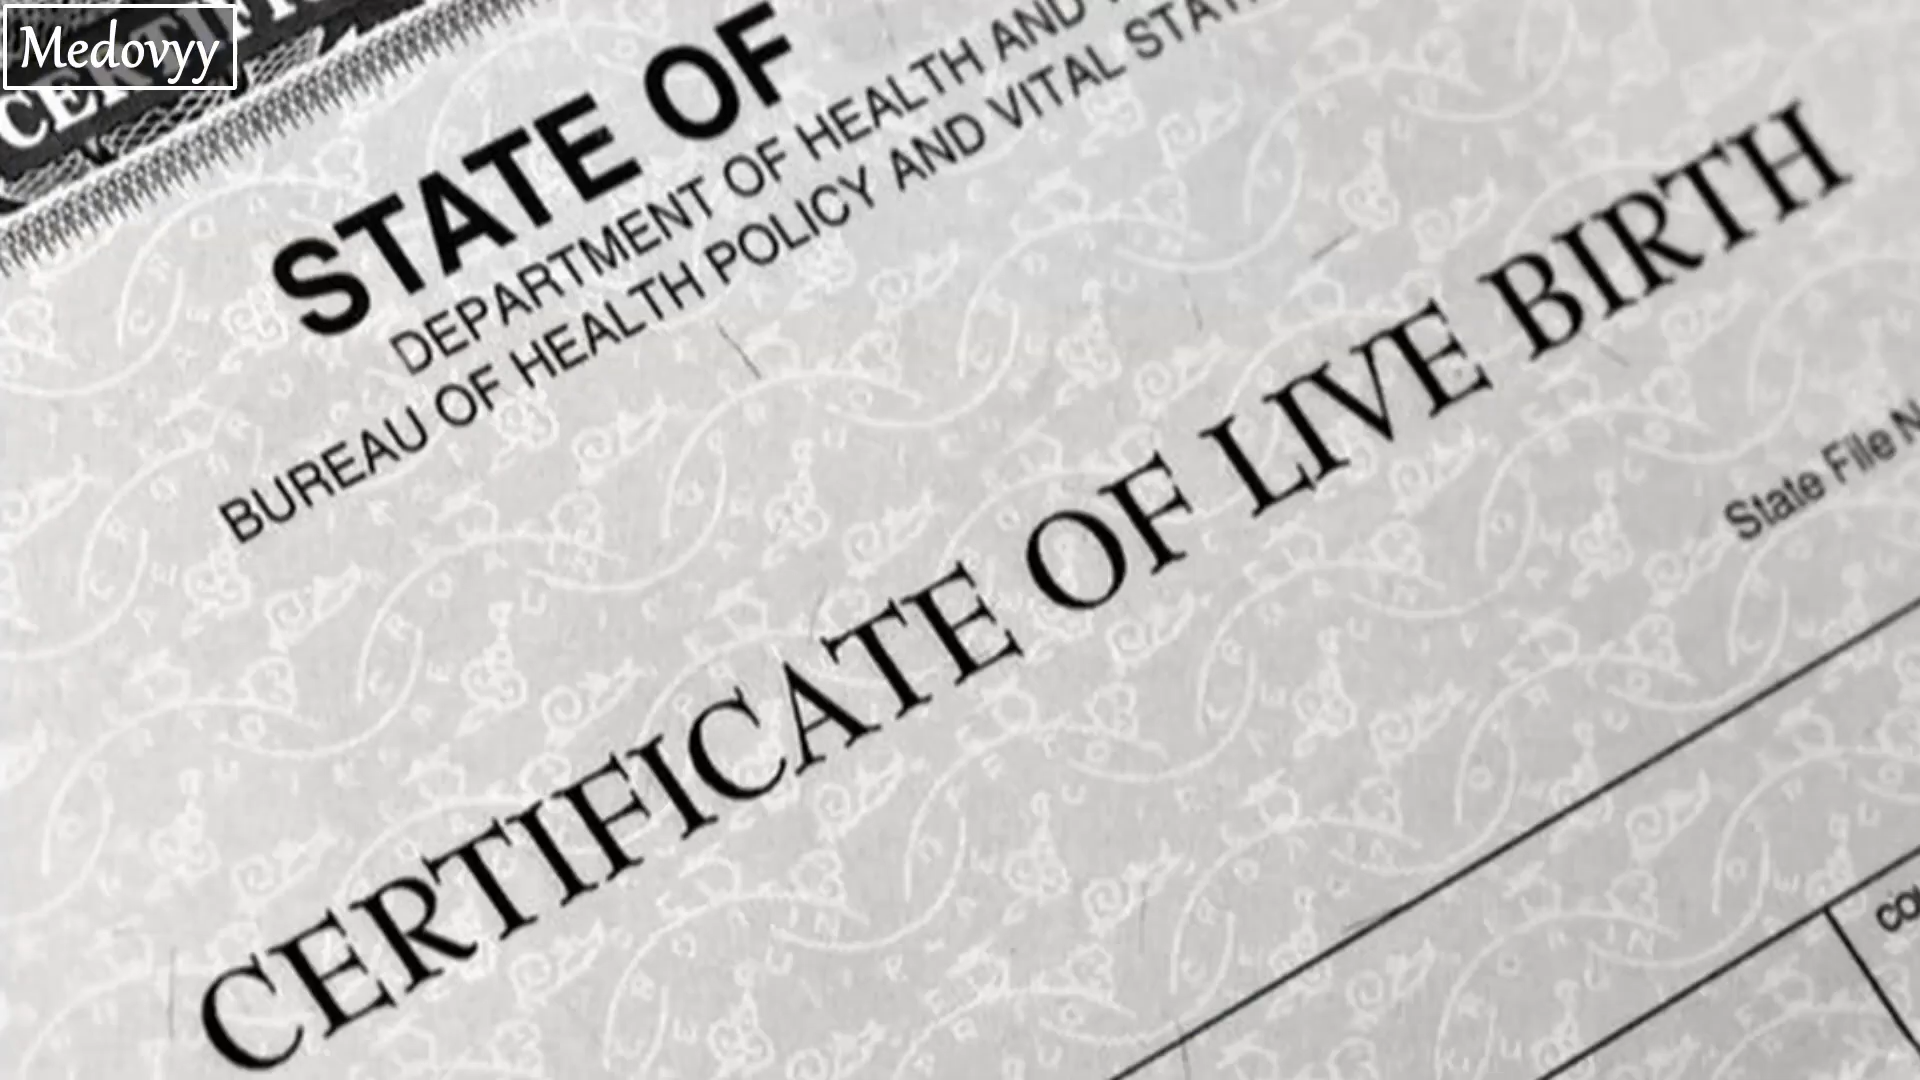 Medovyy
STATE OF
DEPARTMENT OF HEALTH AND
BUREAU OF HEALTH POLICY AND VITAL
CERTIFICATE OF LIVE BIRTH
State File